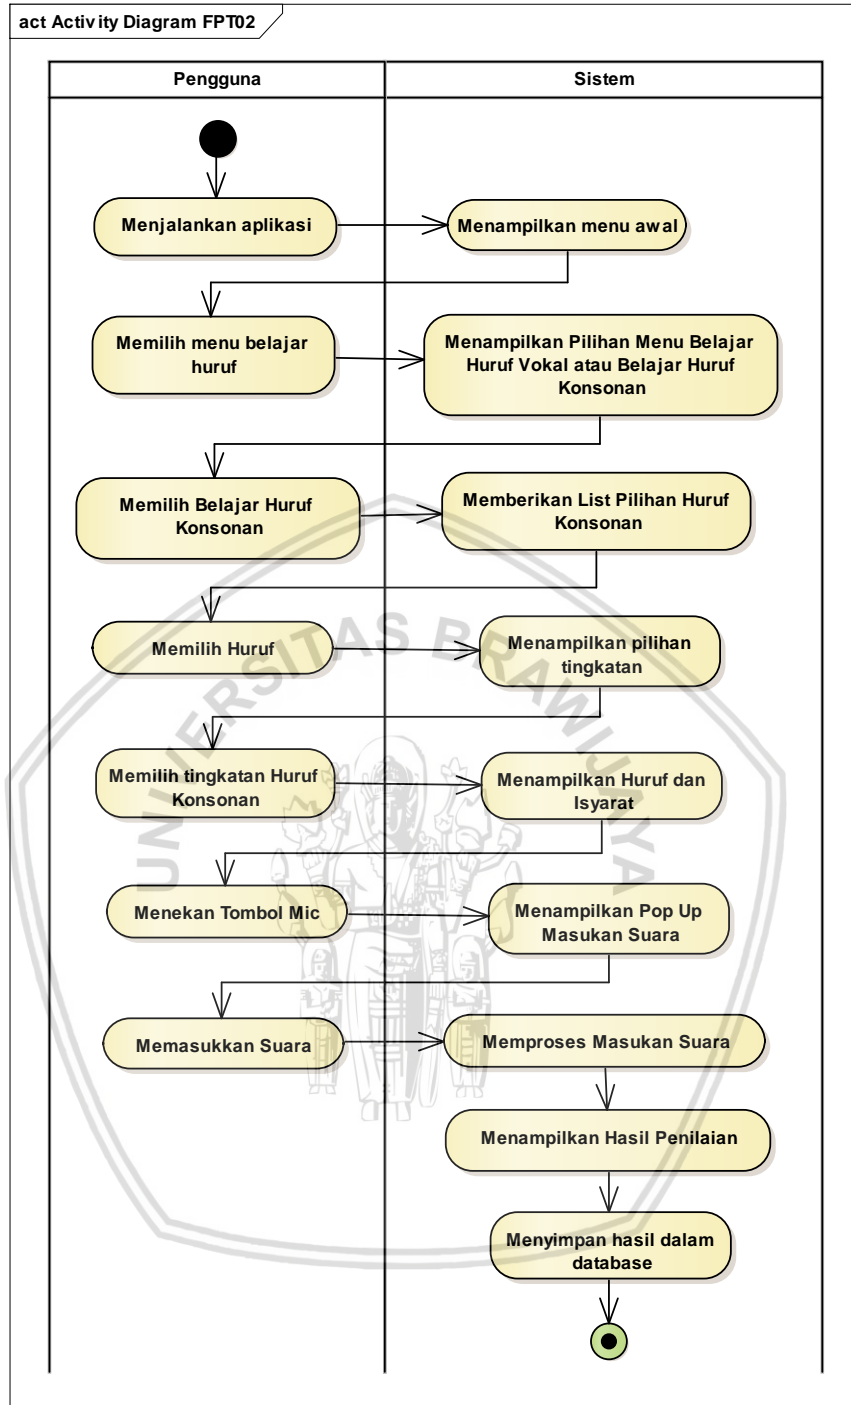 act Activity Diagram FPT02
Pengguna
Sistem
Menjalankan aplikasi
Menampilkan menu awal
Memilih menu belajar
huruf
Menampilkan Pilihan Menu Belajar
Huruf Vokal atau Belajar Huruf
Konsonan
Memilih Belajar Huruf
Konsonan
Memberikan List Pilihan Huruf
Konsonan
Memilih Huruf
Menampilkan pilihan
tingkatan
Memilih tingkatan Huruf
Konsonan
Menampilkan Huruf dan
Isyarat
Menekan Tombol Mic
Menampilkan Pop Up
Masukan Suara
Memasukkan Suara
Memproses Masukan Suara
Menampilkan Hasil Penilaian
Menyimpan hasil dalam
database
UNIVERSITAS BRAWIJAYA